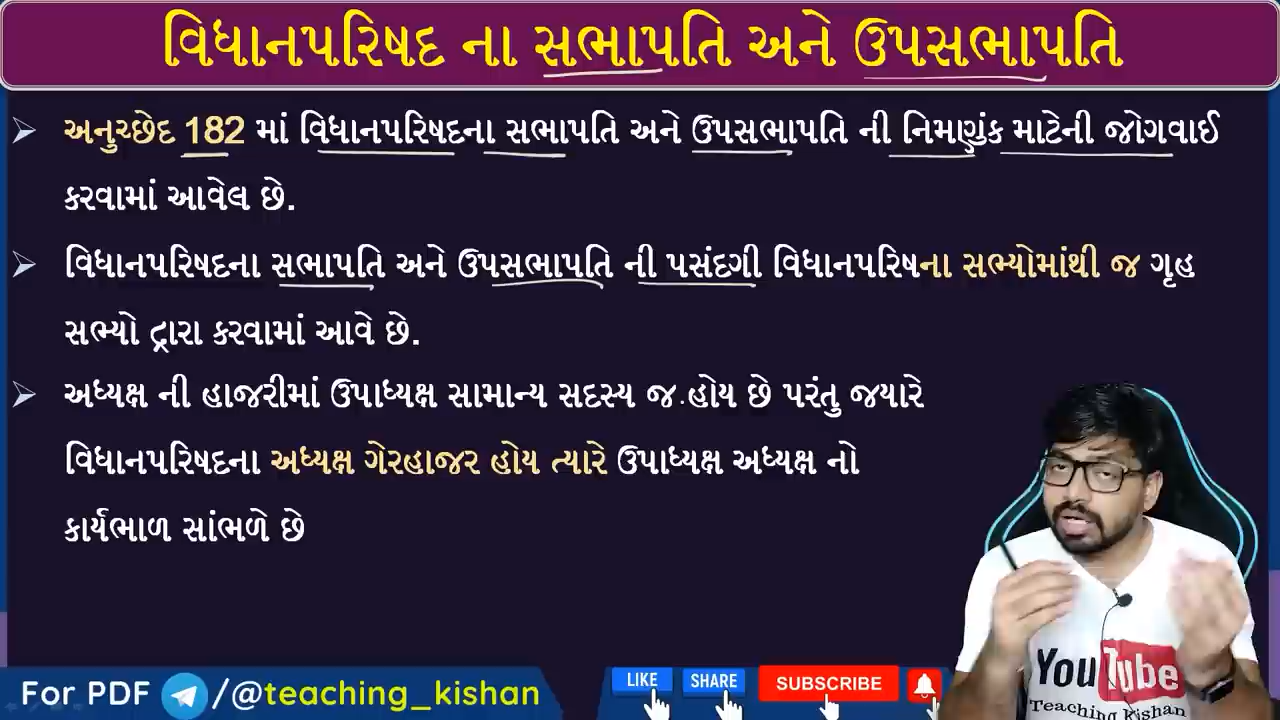 વિધાનપરિષદ ના સભાપતિ અને ઉપસભાપતિ
અનુચ્છેદ 182 માં વિધાનપરિષદના સભાપતિ અને ઉપસભાપતિ ની નિમણુંક માટેની જોગવાઈ
કરવામાં આવેલ છે.
વિધાનપરિષદના સભાપતિ અને ઉપસભાપતિ ની પસંદગી વિધાનપરિષના સભ્યોમાંથી જ ગૃહ
સભ્યો દ્રારા કરવામાં આવે છે.
અધ્યક્ષ ની હાજરીમાં ઉપાધ્યક્ષ સામાન્ય સદસ્ય જ હોય છે પરંતુ જયારે
વિધાનપરિષદના અધ્યક્ષ ગેરહાજર હોય ત્યારે ઉપાધ્યક્ષ અધ્યક્ષ નો
કાર્યભાળ સાંભળે છે
For PDF /@teaching_kishan
LIKE SHARE SUBSCRIBE
YouTube
Teaching Kishan